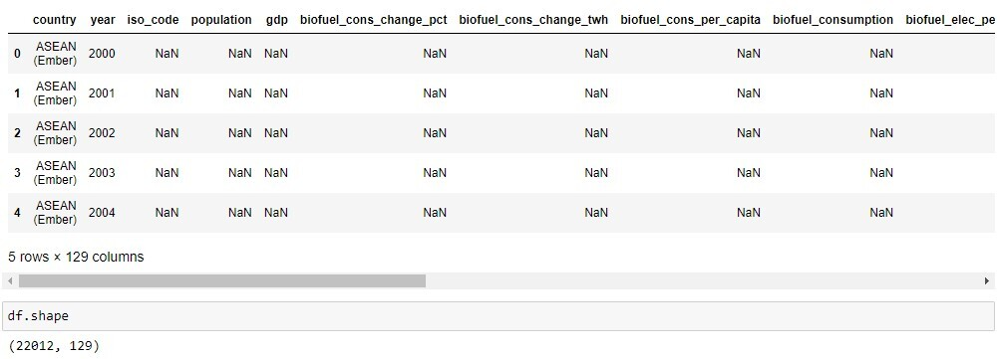 country year iso_code population gdp biofuel_cons_change_pct biofuel_cons_change_twh biofuel_cons_per_capita biofuel_consumption biofuel_elec_pe
0 ASEAN (Ember) 2000 NaN NaN NaN NaN NaN NaN NaN
1 ASEAN (Ember) 2001 NaN NaN NaN NaN NaN NaN NaN
2 ASEAN (Ember) 2002 NaN NaN NaN NaN NaN NaN NaN
3 ASEAN (Ember) 2003 NaN NaN NaN NaN NaN NaN NaN
4 ASEAN (Ember) 2004 NaN NaN NaN NaN NaN NaN NaN
5 rows × 129 columns
df.shape
(22012, 129)